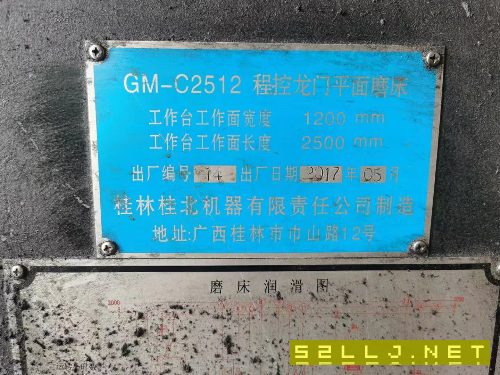 GM-C2512 程控龙门平面磨床
工作台工作面宽度 1200 mm
工作台工作面长度 2500 mm
出厂编号 14 出厂日期 2017 年 05 月
桂林桂北机器有限责任公司制造
地址:广西桂林市巾山路12号
磨床润滑图
52LLJ.NET